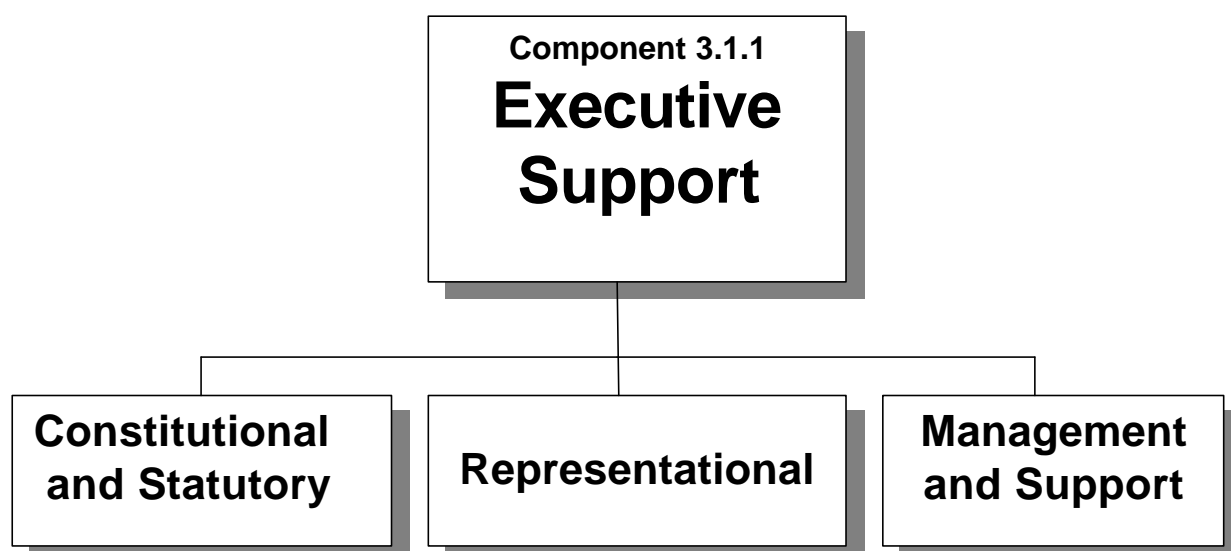 Component 3.1.1
Executive
Support
Constitutional
and Statutory
Representational
Management
and Support